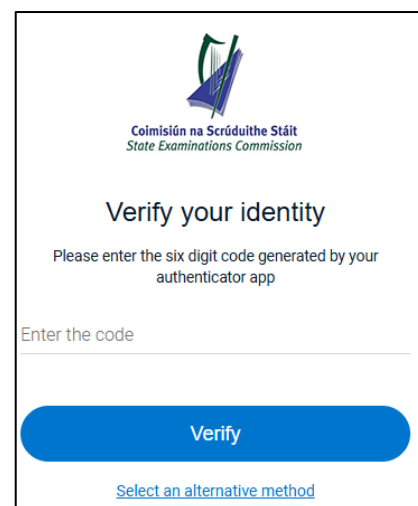 Coimisiún na Scrúduithe Stáit
State Examinations Commission
Verify your identity
Please enter the six digit code generated by your
authenticator app
Enter the code
Verify
Select an alternative method